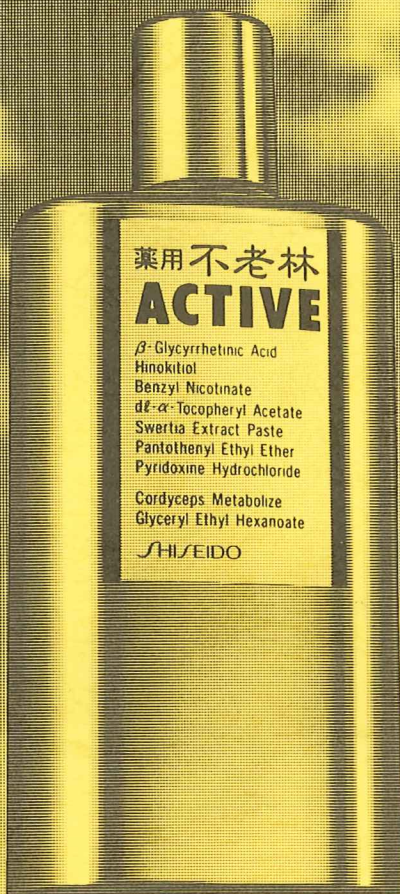 薬用不老林
ACTIVE
β-Glycyrrhetinic Acid
Hinokitiol
Benzyl Nicotinate
dℓ-α-Tocopheryl Acetate
Swertia Extract Paste
Pantothenyl Ethyl Ether
Pyridoxine Hydrochloride
Cordyceps Metabolize
Glyceryl Ethyl Hexanoate
SHISEIDO